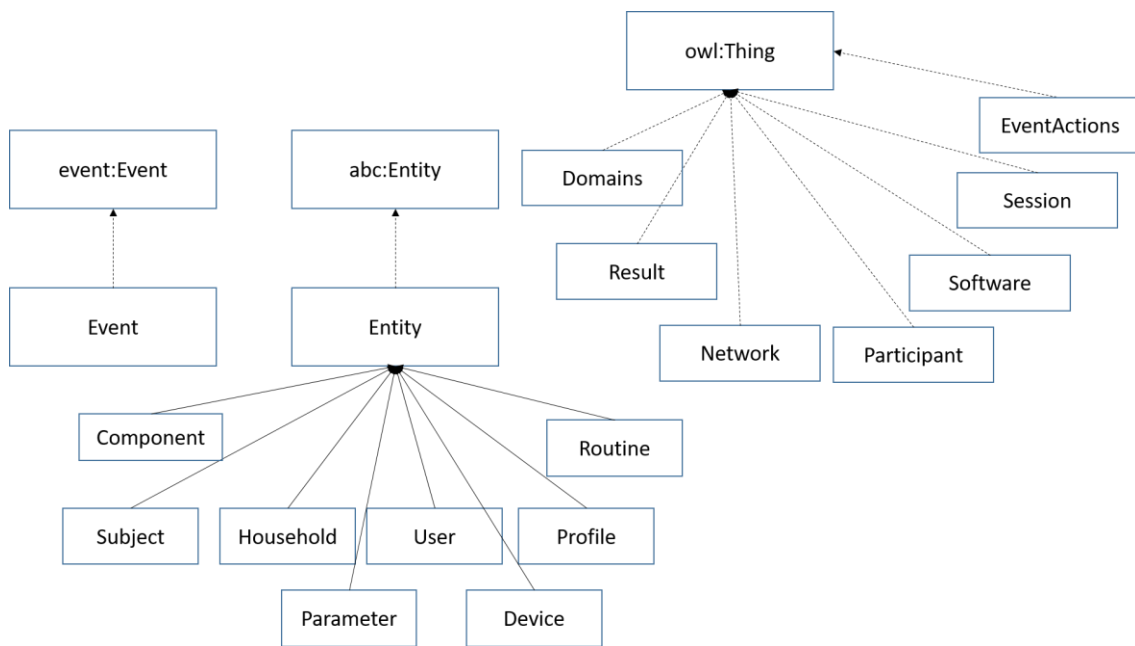 owl:Thing
EventActions
event:Event
abc:Entity
Domains
Session
Result
Software
Event
Entity
Network
Participant
Component
Routine
Subject
Household
User
Profile
Parameter
Device